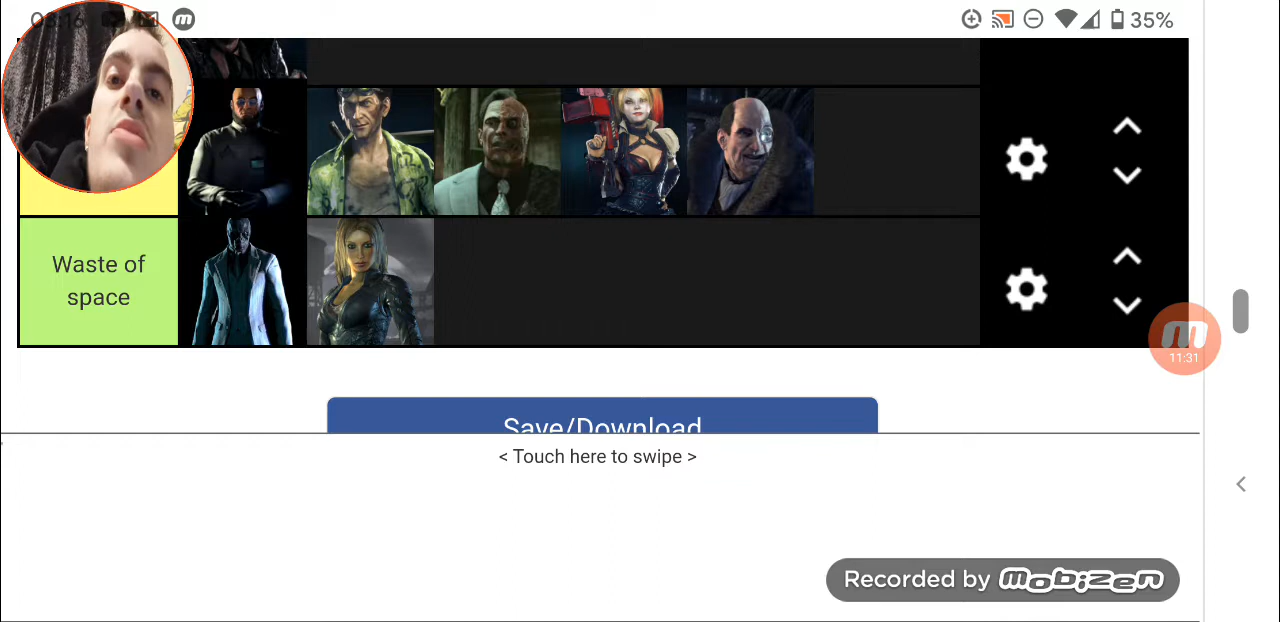 35%
Waste of
space
11:31
Save/Download
< Touch here to swipe >
Recorded by mobizen